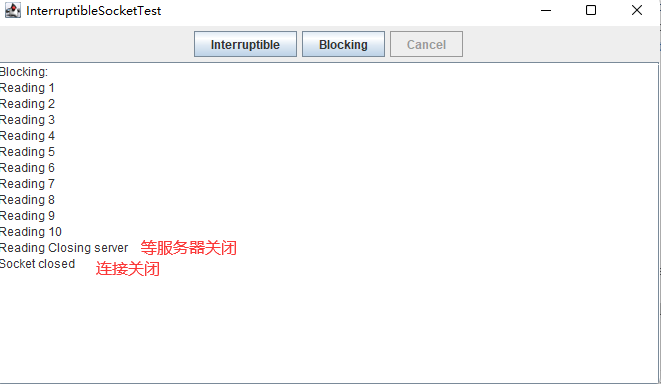 InterruptibleSocketTest
Interruptible Blocking Cancel
Blocking:
Reading 1
Reading 2
Reading 3
Reading 4
Reading 5
Reading 6
Reading 7
Reading 8
Reading 9
Reading 10
Reading Closing server 等服务器关闭
Socket closed 连接关闭